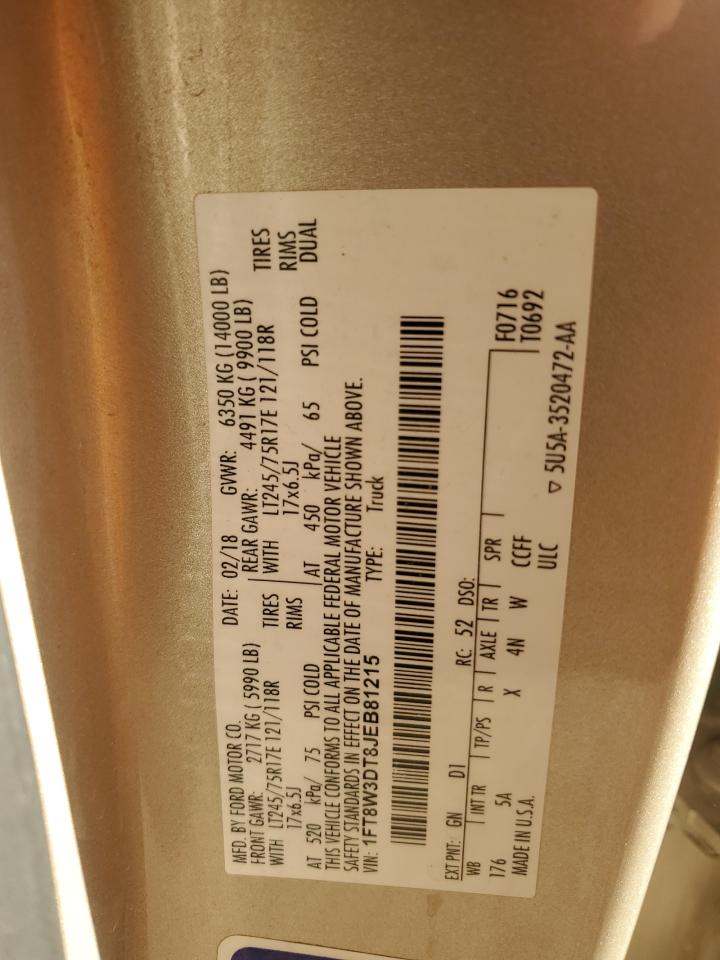 MFD. BY FORD MOTOR CO.
DATE: 02/18 GVWR: 6350 KG (14000 LB)
FRONT GAWR: 2717 KG ( 5990 LB) REAR GAWR: 4491 KG ( 9900 LB)
WITH LT245/75R17E 121/118R TIRES WITH LT245/75R17E 121/118R TIRES
17x6.5J RIMS 17x6.5J RIMS
AT 520 kPa/ 75 PSI COLD AT 450 kPa/ 65 PSI COLD DUAL
THIS VEHICLE CONFORMS TO ALL APPLICABLE FEDERAL MOTOR VEHICLE
SAFETY STANDARDS IN EFFECT ON THE DATE OF MANUFACTURE SHOWN ABOVE.
VIN: 1FT8W3DT8JEB81215 TYPE: Truck
EXT PNT: GN D1 RC: 52 DSO: F0716
WB INT TR TP/PS R AXLE TR SPR T0692
176 5A X 4N W CCFF
MADE IN U.S.A. ULC 5U5A-3520472-AA